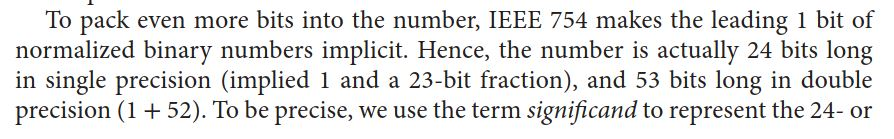 To pack even more bits into the number, IEEE 754 makes the leading 1 bit of
normalized binary numbers implicit. Hence, the number is actually 24 bits long
in single precision (implied 1 and a 23-bit fraction), and 53 bits long in double
precision (1 + 52). To be precise, we use the term significand to represent the 24- or